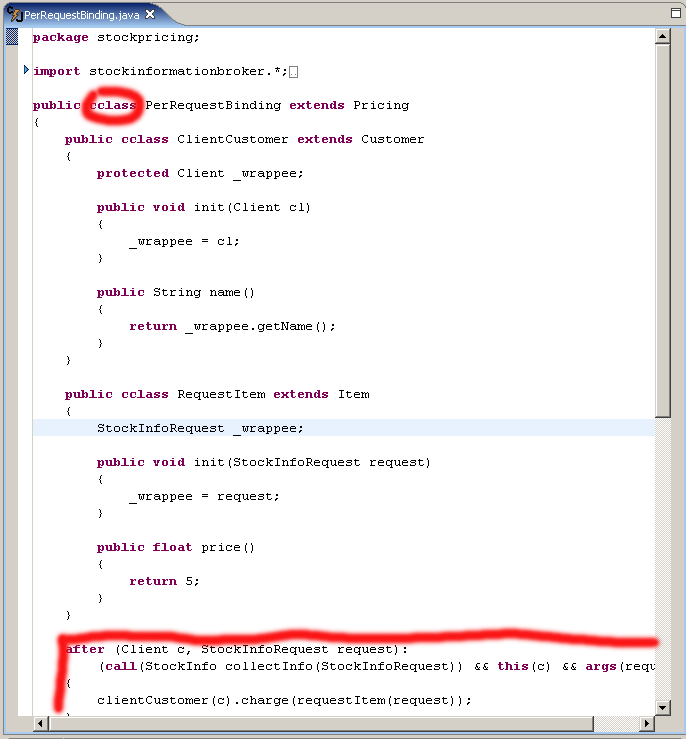 PerRequestBinding.java
package stockpricing;
import stockinformationbroker.*;
public cclass PerRequestBinding extends Pricing
{
public cclass ClientCustomer extends Customer
{
protected Client _wrappee;
public void init(Client cl)
{
_wrappee = cl;
}
public String name()
{
return _wrappee.getName();
}
}
public cclass RequestItem extends Item
{
StockInfoRequest _wrappee;
public void init(StockInfoRequest request)
{
_wrappee = request;
}
public float price()
{
return 5;
}
}
after (Client c, StockInfoRequest request):
(call(StockInfo collectInfo(StockInfoRequest)) && this(c) && args(requ
{
clientCustomer(c).charge(requestItem(request));